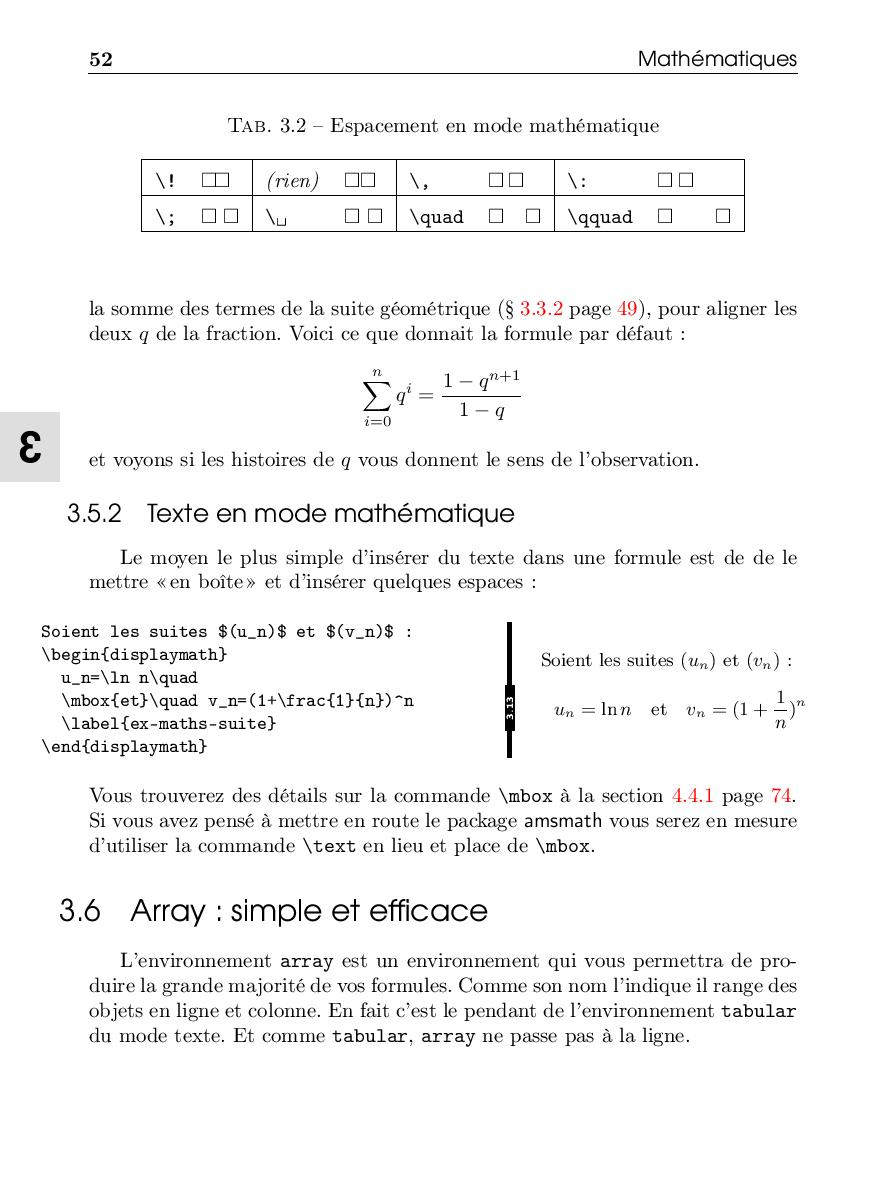 52 Mathématiques
TAB. 3.2 – Espacement en mode mathématique
\! □□ (rien) □□ \, □ □ \: □ □
\; □ □ \␣ □ □ \quad □ □ \qquad □ □
la somme des termes de la suite géométrique (§ 3.3.2 page 49), pour aligner les
deux q de la fraction. Voici ce que donnait la formule par défaut :
\sum_{i=0}^{n} q^i = \frac{1 - q^{n+1}}{1 - q}
3
et voyons si les histoires de q vous donnent le sens de l'observation.
3.5.2 Texte en mode mathématique
Le moyen le plus simple d'insérer du texte dans une formule est de de le
mettre « en boîte » et d'insérer quelques espaces :
Soient les suites $(u_n)$ et $(v_n)$ :
\begin{displaymath}
u_n=\ln n\quad
\mbox{et}\quad v_n=(1+\frac{1}{n})^n
\label{ex-maths-suite}
\end{displaymath}
3.13
Soient les suites (u_n) et (v_n) :
u_n = ln n et v_n = (1 + \frac{1}{n})^n
Vous trouverez des détails sur la commande \mbox à la section 4.4.1 page 74.
Si vous avez pensé à mettre en route le package amsmath vous serez en mesure
d'utiliser la commande \text en lieu et place de \mbox.
3.6 Array : simple et efficace
L'environnement array est un environnement qui vous permettra de pro-
duire la grande majorité de vos formules. Comme son nom l'indique il range des
objets en ligne et colonne. En fait c'est le pendant de l'environnement tabular
du mode texte. Et comme tabular, array ne passe pas à la ligne.